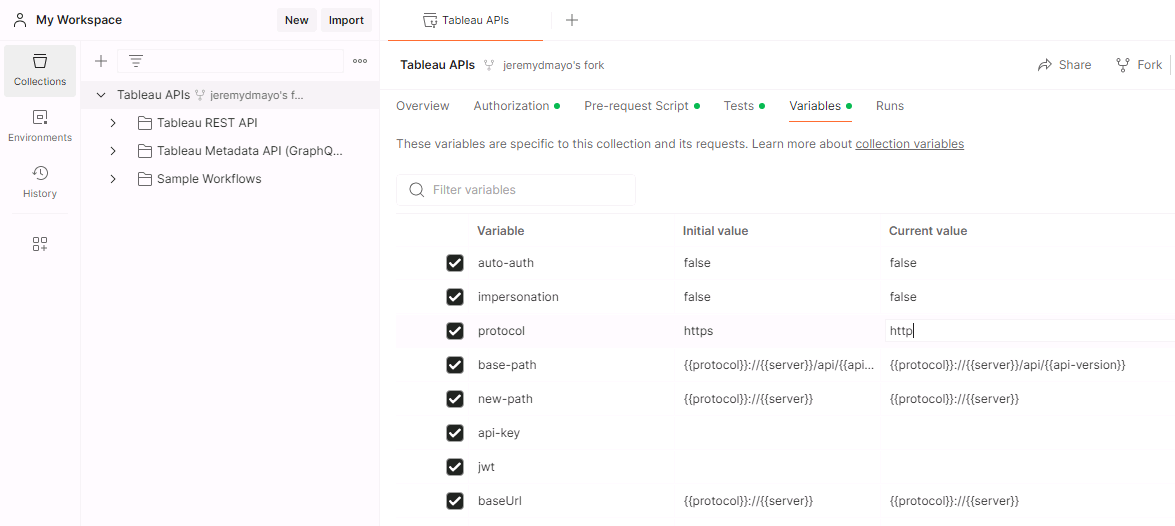 My Workspace
New
Import
Collections
Environments
History
Tableau APIs jeremydmayo's f...
Tableau REST API
Tableau Metadata API (GraphQ...
Sample Workflows
Tableau APIs
Tableau APIs jeremydmayo's fork
Share
Fork
Overview Authorization Pre-request Script Tests Variables Runs
These variables are specific to this collection and its requests. Learn more about collection variables
Filter variables
Variable Initial value Current value
auto-auth false false
impersonation false false
protocol https http
base-path {{protocol}}://{{server}}/api/{{api... {{protocol}}://{{server}}/api/{{api-version}}
new-path {{protocol}}://{{server}} {{protocol}}://{{server}}
api-key
jwt
baseUrl {{protocol}}://{{server}} {{protocol}}://{{server}}